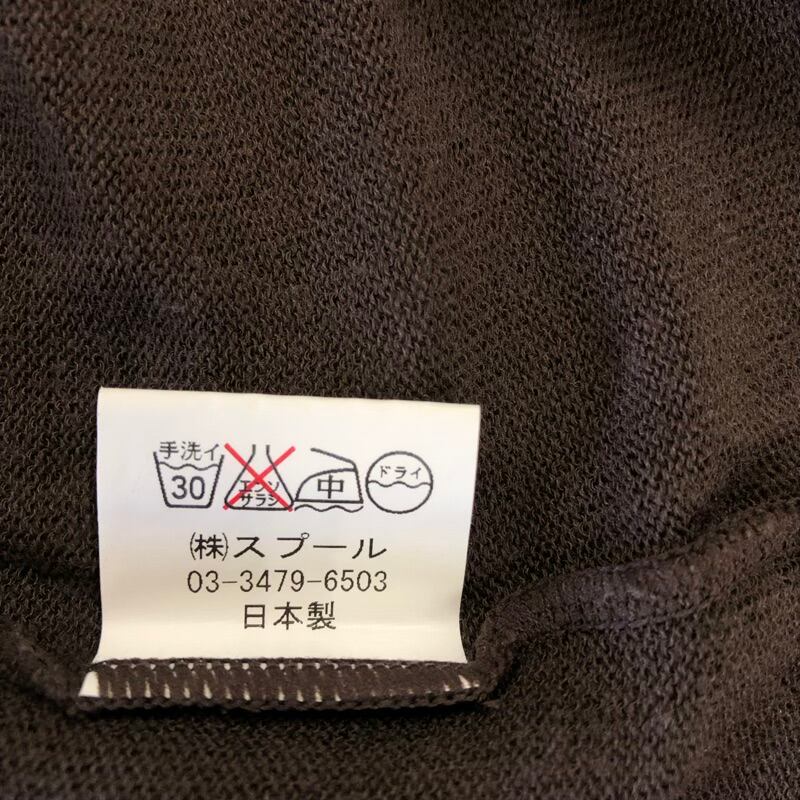 手洗イ
30
エンソ
サラシ
中
ドライ
㈱スプール
03-3479-6503
日本製